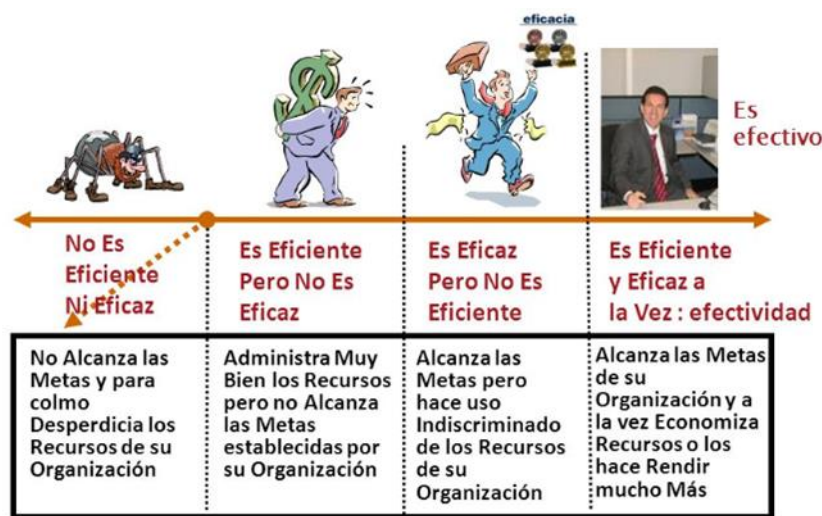 eficacia
Es
efectivo
No Es
Eficiente
Ni Eficaz
Es Eficiente
Pero No Es
Eficaz
Es Eficaz
Pero No Es
Eficiente
Es Eficiente
y Eficaz a
la Vez : efectividad
No Alcanza las
Metas y para
colmo
Desperdicia los
Recursos de su
Organización
Administra Muy
Bien los Recursos
pero no Alcanza
las Metas
establecidas por
su Organización
Alcanza las
Metas pero
hace uso
Indiscriminado
de los Recursos
de su
Organización
Alcanza las Metas
de su
Organización y a
la vez Economiza
Recursos o los
hace Rendir
mucho Más